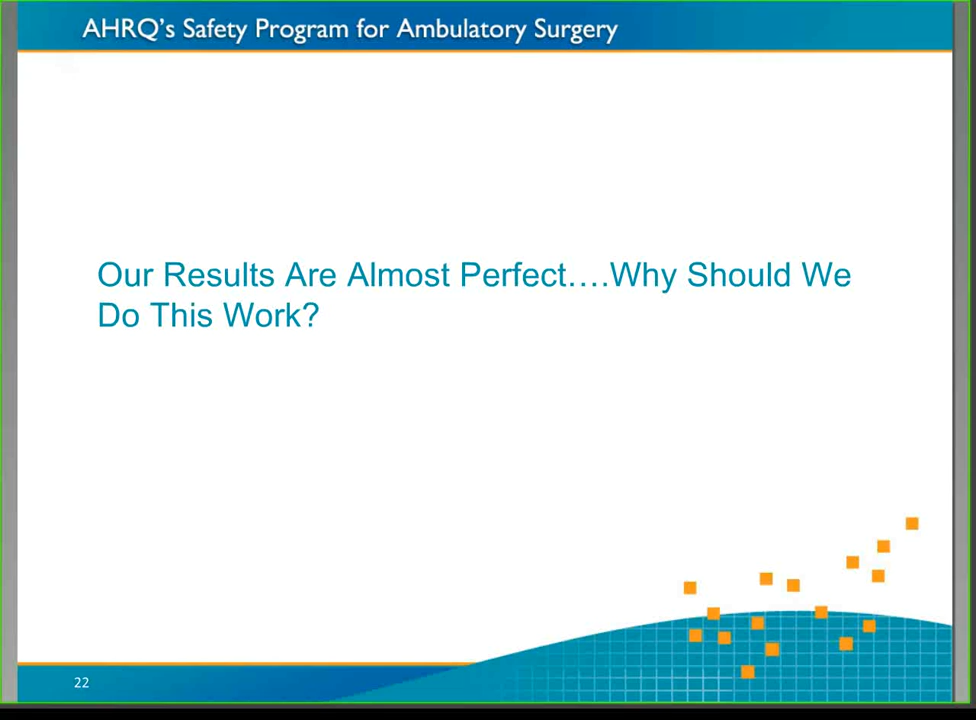 AHRQ's Safety Program for Ambulatory Surgery
Our Results Are Almost Perfect....Why Should We
Do This Work?
22